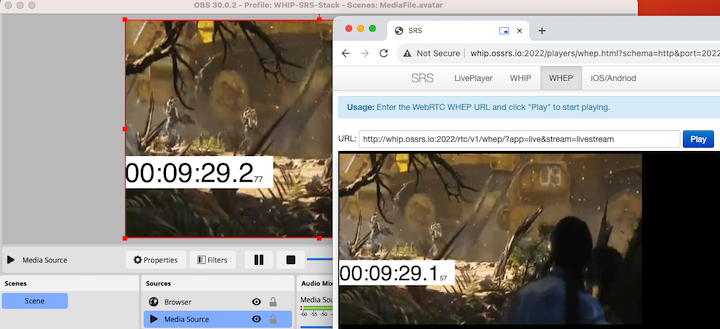 OBS 30.0.2 - Profile: WHIP-SRS-Stack - Scenes: MediaFile.avatar
00:09:29.277
Media Source
Properties
Filters
Scenes
Scene
Sources
Browser
Media Source
Audio Mix
Media Sou
-60 -55 -50
SRS
Not Secure | whip.ossrs.io:2022/players/whep.html?schema=http&port=2022
SRS LivePlayer WHIP WHEP iOS/Andriod
Usage: Enter the WebRTC WHEP URL and click "Play" to start playing.
URL: http://whip.ossrs.io:2022/rtc/v1/whep/?app=live&stream=livestream Play
00:09:29.157